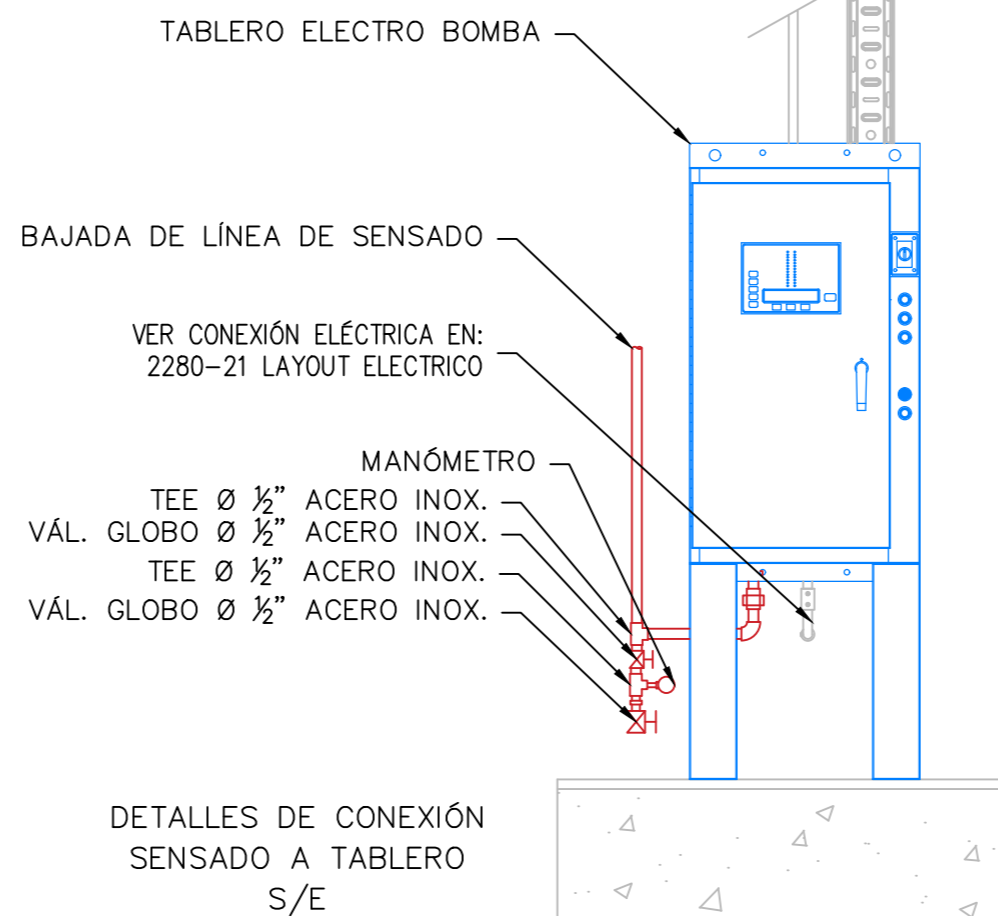 TABLERO ELECTRO BOMBA
BAJADA DE LÍNEA DE SENSADO
VER CONEXIÓN ELÉCTRICA EN:
2280-21 LAYOUT ELECTRICO
MANÓMETRO
TEE Ø ½" ACERO INOX.
VÁL. GLOBO Ø ½" ACERO INOX.
TEE Ø ½" ACERO INOX.
VÁL. GLOBO Ø ½" ACERO INOX.
DETALLES DE CONEXIÓN
SENSADO A TABLERO
S/E